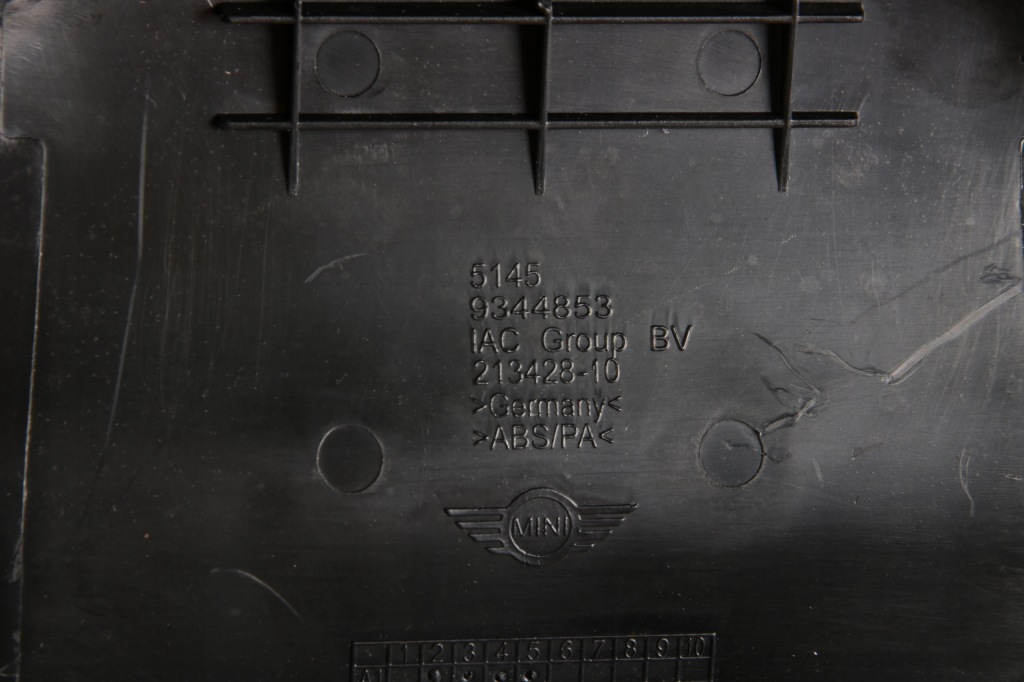 5145
9344853
IAC Group BV
213428-10
>Germany<
>ABS/PA<
MINI
1 2 3 4 5 6 7 8 9 10
A1